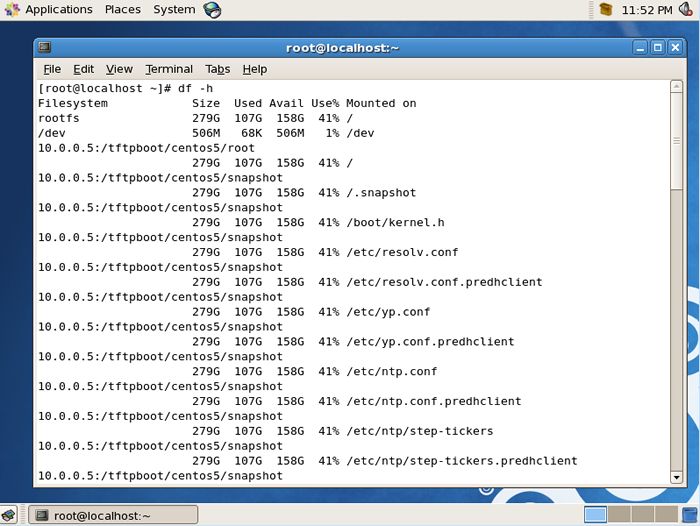 Applications Places System 11:52 PM
root@localhost:~
File Edit View Terminal Tabs Help
[root@localhost ~]# df -h
Filesystem Size Used Avail Use% Mounted on
rootfs 279G 107G 158G 41% /
/dev 506M 68K 506M 1% /dev
10.0.0.5:/tftpboot/centos5/root
279G 107G 158G 41% /
10.0.0.5:/tftpboot/centos5/snapshot
279G 107G 158G 41% /.snapshot
10.0.0.5:/tftpboot/centos5/snapshot
279G 107G 158G 41% /boot/kernel.h
10.0.0.5:/tftpboot/centos5/snapshot
279G 107G 158G 41% /etc/resolv.conf
10.0.0.5:/tftpboot/centos5/snapshot
279G 107G 158G 41% /etc/resolv.conf.predhclient
10.0.0.5:/tftpboot/centos5/snapshot
279G 107G 158G 41% /etc/yp.conf
10.0.0.5:/tftpboot/centos5/snapshot
279G 107G 158G 41% /etc/yp.conf.predhclient
10.0.0.5:/tftpboot/centos5/snapshot
279G 107G 158G 41% /etc/ntp.conf
10.0.0.5:/tftpboot/centos5/snapshot
279G 107G 158G 41% /etc/ntp.conf.predhclient
10.0.0.5:/tftpboot/centos5/snapshot
279G 107G 158G 41% /etc/ntp/step-tickers
10.0.0.5:/tftpboot/centos5/snapshot
279G 107G 158G 41% /etc/ntp/step-tickers.predhclient
10.0.0.5:/tftpboot/centos5/snapshot
root@localhost:~